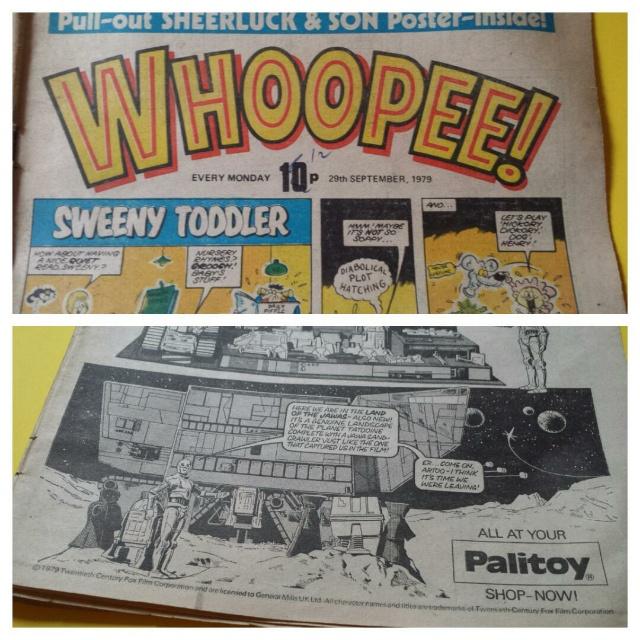 Pull-out SHEERLUCK & SON Poster-Inside!
WHOOPEE!
EVERY MONDAY 10p 29th SEPTEMBER, 1979
SWEENY TODDLER
HOW ABOUT HAVING
A NICE, QUIET
READ, SWEENY?
NURSERY
RHYMES?
GROOOH!
BABY'S
STUFF!
HMM! MAYBE
IT'S NOT SO
SOPPY...
DIABOLICAL
PLOT
HATCHING
AND...
LET'S PLAY
'HICKORY,
DICKORY,
DOG',
HENRY!
HERE WE ARE IN THE LAND
OF THE JAWAS - ALSO NEW!
IT'S A GENUINE LANDSCAPE
OF THE PLANET TATOOINE
COMPLETE WITH A JAWA SAND-
CRAWLER JUST LIKE THE ONE
THAT CAPTURED US IN THE FILM!
ER... COME ON,
ARTOO - I THINK
IT'S TIME WE
WERE LEAVING!
ALL AT YOUR
Palitoy®
SHOP-NOW!
© 1979 Twentieth Century Fox Film Corporation and are licensed to General Mills UK Ltd. All character names and titles are trademarks of Twentieth Century Fox Film Corporation